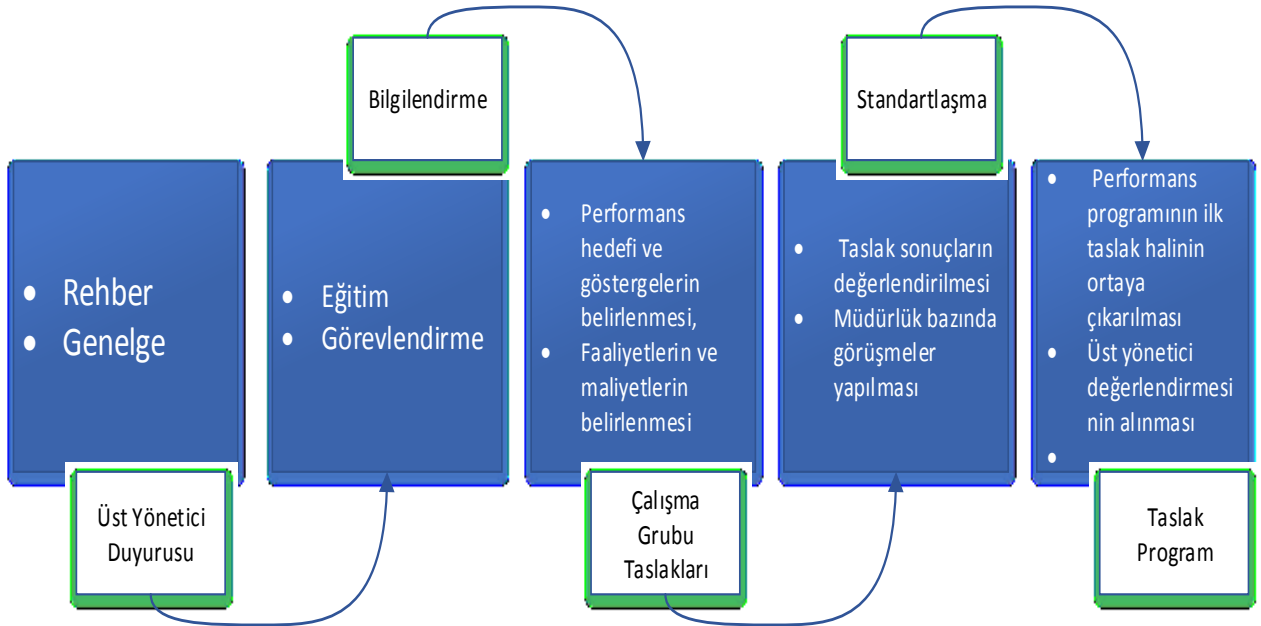 • Rehber
• Genelge
Üst Yönetici
Duyurusu
Bilgilendirme
• Eğitim
• Görevlendirme
• Performans
hedefi ve
göstergelerin
belirlenmesi,
• Faaliyetlerin ve
maliyetlerin
belirlenmesi
Çalışma
Grubu
Taslakları
Standartlaşma
• Taslak sonuçların
değerlendirilmesi
• Müdürlük bazında
görüşmeler
yapılması
• Performans
programının ilk
taslak halinin
ortaya
çıkarılması
• Üst yönetici
değerlendirmesi
nin alınması
•
Taslak
Program